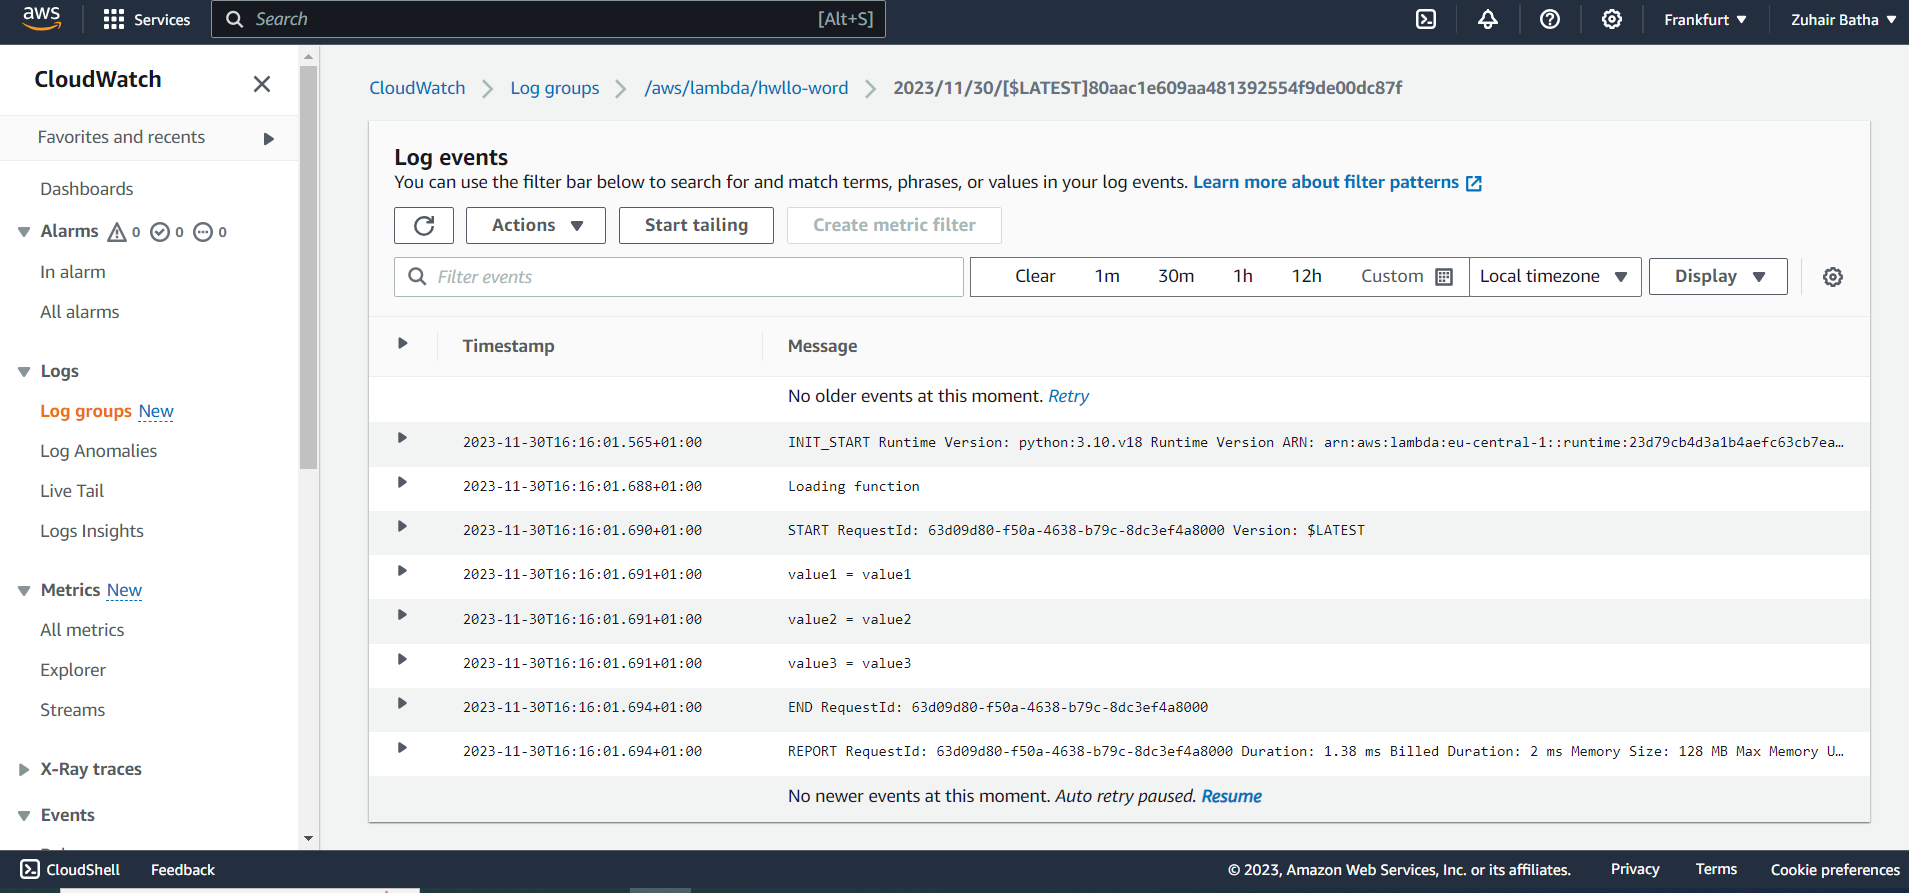 aws Services Search [Alt+S] Frankfurt Zuhair Batha
CloudWatch
Favorites and recents
Dashboards
Alarms 0 0 0
In alarm
All alarms
Logs
Log groups New
Log Anomalies
Live Tail
Logs Insights
Metrics New
All metrics
Explorer
Streams
X-Ray traces
Events
CloudWatch Log groups /aws/lambda/hwllo-word 2023/11/30/[$LATEST]80aac1e609aa481392554f9de00dc87f
Log events
You can use the filter bar below to search for and match terms, phrases, or values in your log events. Learn more about filter patterns
Actions Start tailing Create metric filter
Filter events Clear 1m 30m 1h 12h Custom Local timezone Display
Timestamp Message
No older events at this moment. Retry
2023-11-30T16:16:01.565+01:00 INIT_START Runtime Version: python:3.10.v18 Runtime Version ARN: arn:aws:lambda:eu-central-1::runtime:23d79cb4d3a1b4aefc63cb7ea…
2023-11-30T16:16:01.688+01:00 Loading function
2023-11-30T16:16:01.690+01:00 START RequestId: 63d09d80-f50a-4638-b79c-8dc3ef4a8000 Version: $LATEST
2023-11-30T16:16:01.691+01:00 value1 = value1
2023-11-30T16:16:01.691+01:00 value2 = value2
2023-11-30T16:16:01.691+01:00 value3 = value3
2023-11-30T16:16:01.694+01:00 END RequestId: 63d09d80-f50a-4638-b79c-8dc3ef4a8000
2023-11-30T16:16:01.694+01:00 REPORT RequestId: 63d09d80-f50a-4638-b79c-8dc3ef4a8000 Duration: 1.38 ms Billed Duration: 2 ms Memory Size: 128 MB Max Memory U…
No newer events at this moment. Auto retry paused. Resume
CloudShell Feedback © 2023, Amazon Web Services, Inc. or its affiliates. Privacy Terms Cookie preferences